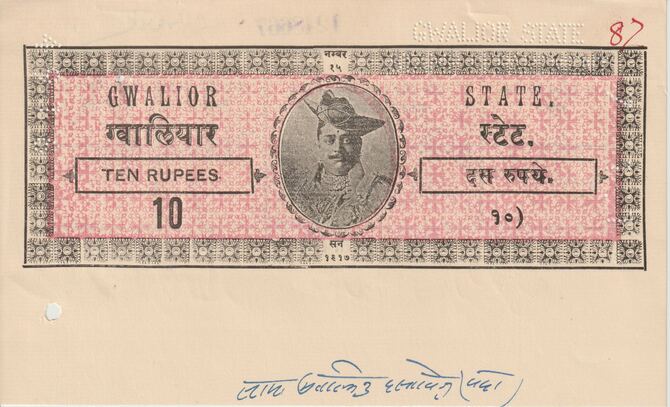 GWALIOR STATE
87
नम्बर
१५
GWALIOR
STATE.
ग्वालियार
स्टेट.
TEN RUPEES
दस रुपये.
10
१०)
सन
१९१७